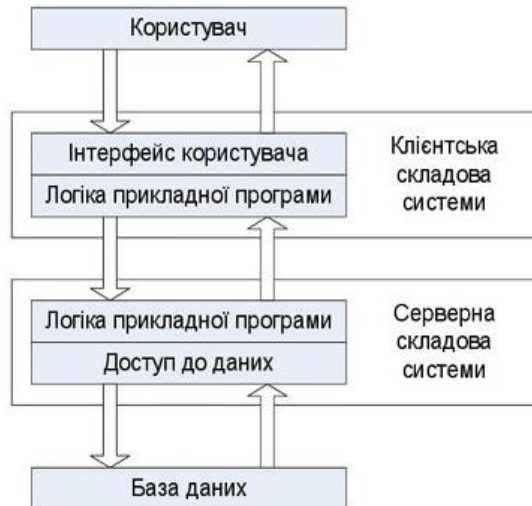 Користувач
Інтерфейс користувача
Логіка прикладної програми
Клієнтська
складова
системи
Логіка прикладної програми
Доступ до даних
Серверна
складова
системи
База даних